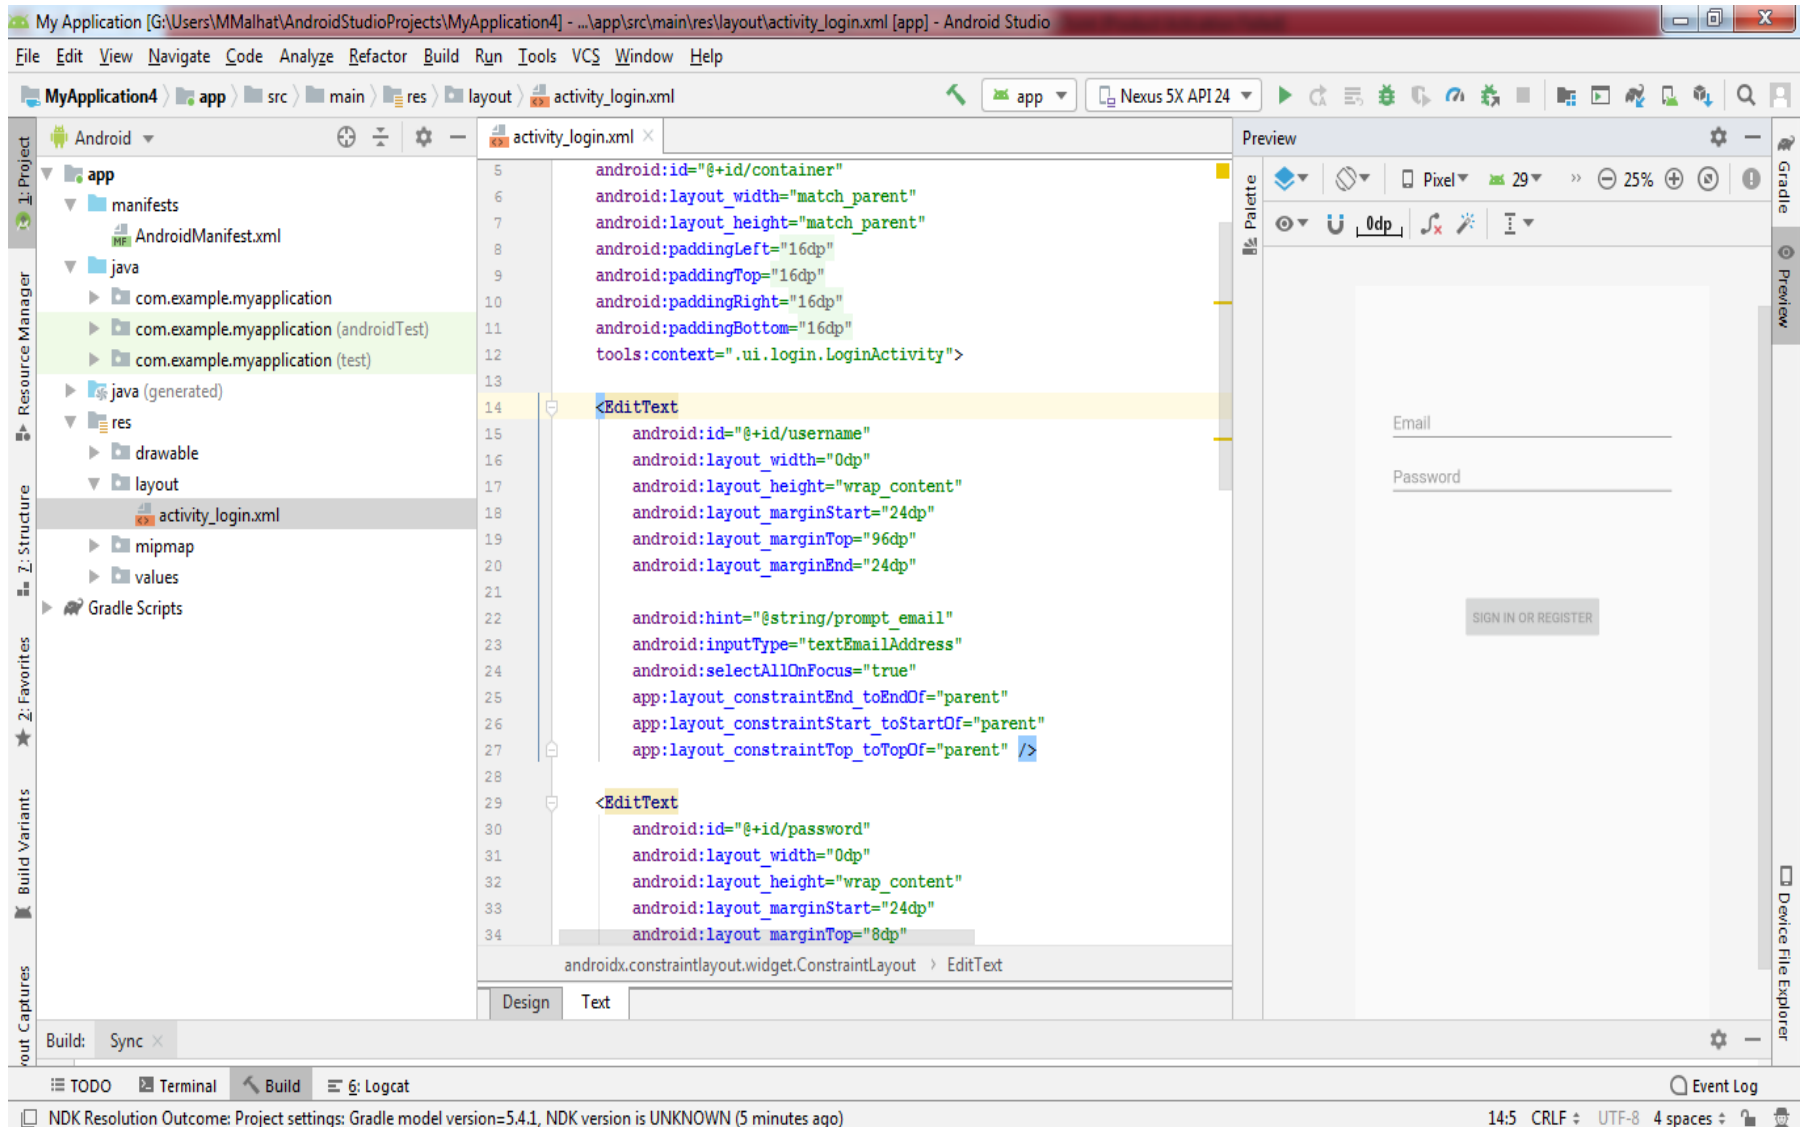 My Application [G:\Users\MMalhat\AndroidStudioProjects\MyApplication4] - ...\app\src\main\res\layout\activity_login.xml [app] - Android Studio
File Edit View Navigate Code Analyze Refactor Build Run Tools VCS Window Help
MyApplication4 app src main res layout activity_login.xml app Nexus 5X API 24
Android
activity_login.xml
Preview
1: Project
Resource Manager
7: Structure
2: Favorites
Build Variants
out Captures
app
manifests
AndroidManifest.xml
java
com.example.myapplication
com.example.myapplication (androidTest)
com.example.myapplication (test)
java (generated)
res
drawable
layout
activity_login.xml
mipmap
values
Gradle Scripts
5 android:id="@+id/container"
6 android:layout_width="match_parent"
7 android:layout_height="match_parent"
8 android:paddingLeft="16dp"
9 android:paddingTop="16dp"
10 android:paddingRight="16dp"
11 android:paddingBottom="16dp"
12 tools:context=".ui.login.LoginActivity">
13
14 <EditText
15 android:id="@+id/username"
16 android:layout_width="0dp"
17 android:layout_height="wrap_content"
18 android:layout_marginStart="24dp"
19 android:layout_marginTop="96dp"
20 android:layout_marginEnd="24dp"
21
22 android:hint="@string/prompt_email"
23 android:inputType="textEmailAddress"
24 android:selectAllOnFocus="true"
25 app:layout_constraintEnd_toEndOf="parent"
26 app:layout_constraintStart_toStartOf="parent"
27 app:layout_constraintTop_toTopOf="parent" />
28
29 <EditText
30 android:id="@+id/password"
31 android:layout_width="0dp"
32 android:layout_height="wrap_content"
33 android:layout_marginStart="24dp"
34 android:layout_marginTop="8dp"
androidx.constraintlayout.widget.ConstraintLayout > EditText
Design Text
Palette
Pixel 29 >> 25%
0dp
Email
Password
SIGN IN OR REGISTER
Gradle
Preview
Device File Explorer
Build: Sync
TODO Terminal Build 6: Logcat Event Log
NDK Resolution Outcome: Project settings: Gradle model version=5.4.1, NDK version is UNKNOWN (5 minutes ago) 14:5 CRLF UTF-8 4 spaces